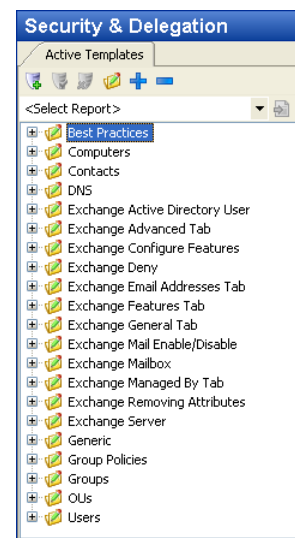 Security & Delegation
Active Templates
<Select Report>
Best Practices
Computers
Contacts
DNS
Exchange Active Directory User
Exchange Advanced Tab
Exchange Configure Features
Exchange Deny
Exchange Email Addresses Tab
Exchange Features Tab
Exchange General Tab
Exchange Mail Enable/Disable
Exchange Mailbox
Exchange Managed By Tab
Exchange Removing Attributes
Exchange Server
Generic
Group Policies
Groups
OUs
Users